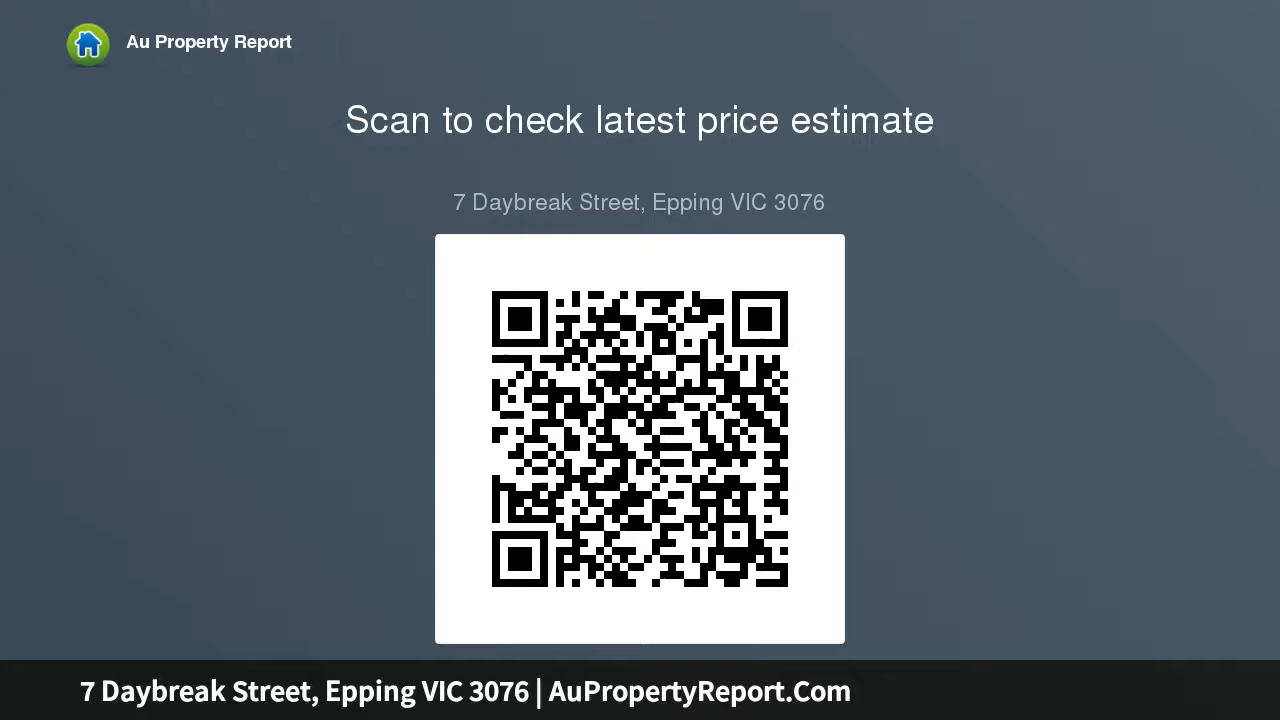 Au Property Report
Scan to check latest price estimate
7 Daybreak Street, Epping VIC 3076
7 Daybreak Street, Epping VIC 3076 | AuPropertyReport.Com